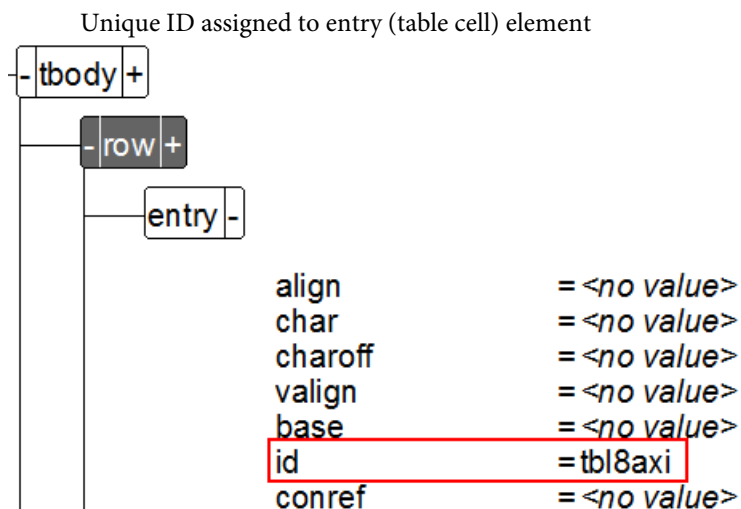 Unique ID assigned to entry (table cell) element
- tbody +
- row +
entry -
align = <no value>
char = <no value>
charoff = <no value>
valign = <no value>
base = <no value>
id = tbl8axi
conref = <no value>